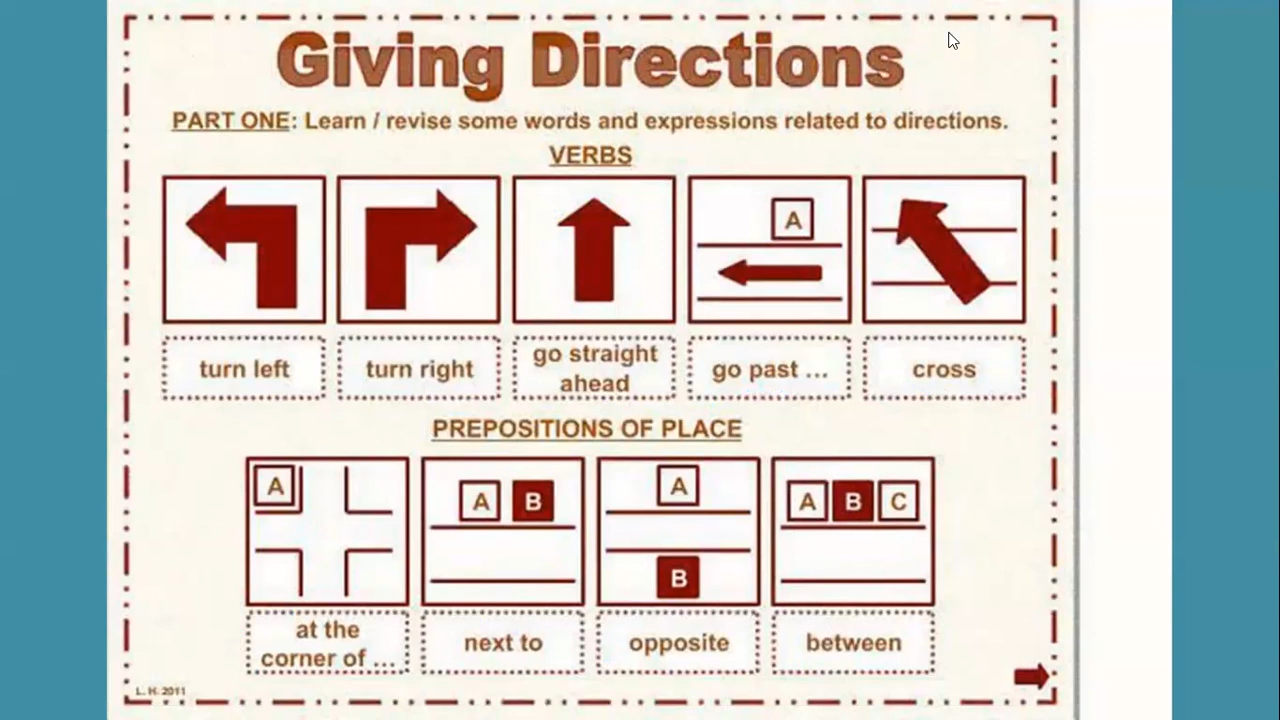 Giving Directions
PART ONE: Learn / revise some words and expressions related to directions.
VERBS
A
turn left
turn right
go straight
ahead
go past ...
cross
PREPOSITIONS OF PLACE
A
A B
A
B
A B C
at the
corner of ...
next to
opposite
between
L. H. 2011